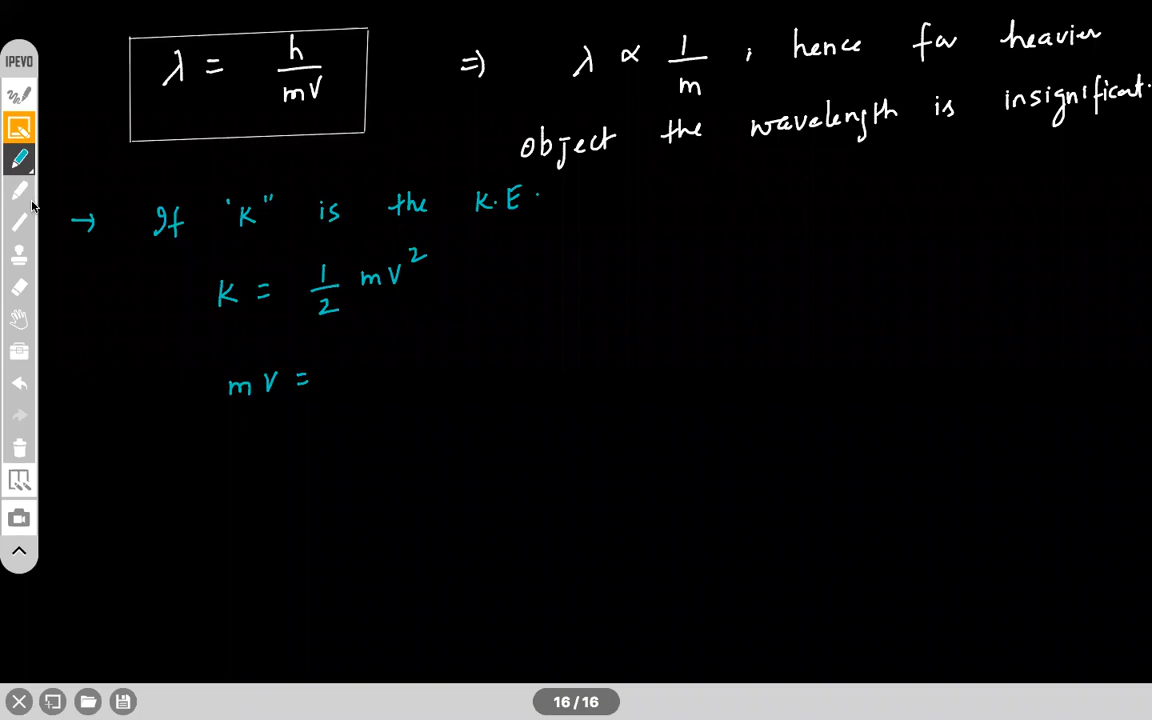 IPEVO
λ = h/mV ⇒ λ ∝ 1/m , hence for heavier
object the wavelength is insignificant.
→ If "K" is the K.E.
K = 1/2 mV²
mV =
16/16